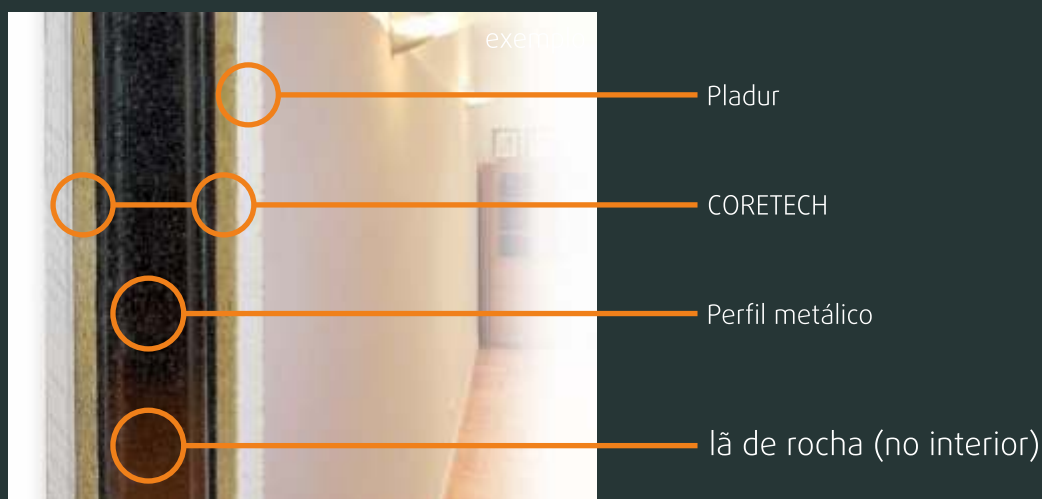 Pladur
CORETECH
Perfil metálico
lã de rocha (no interior)